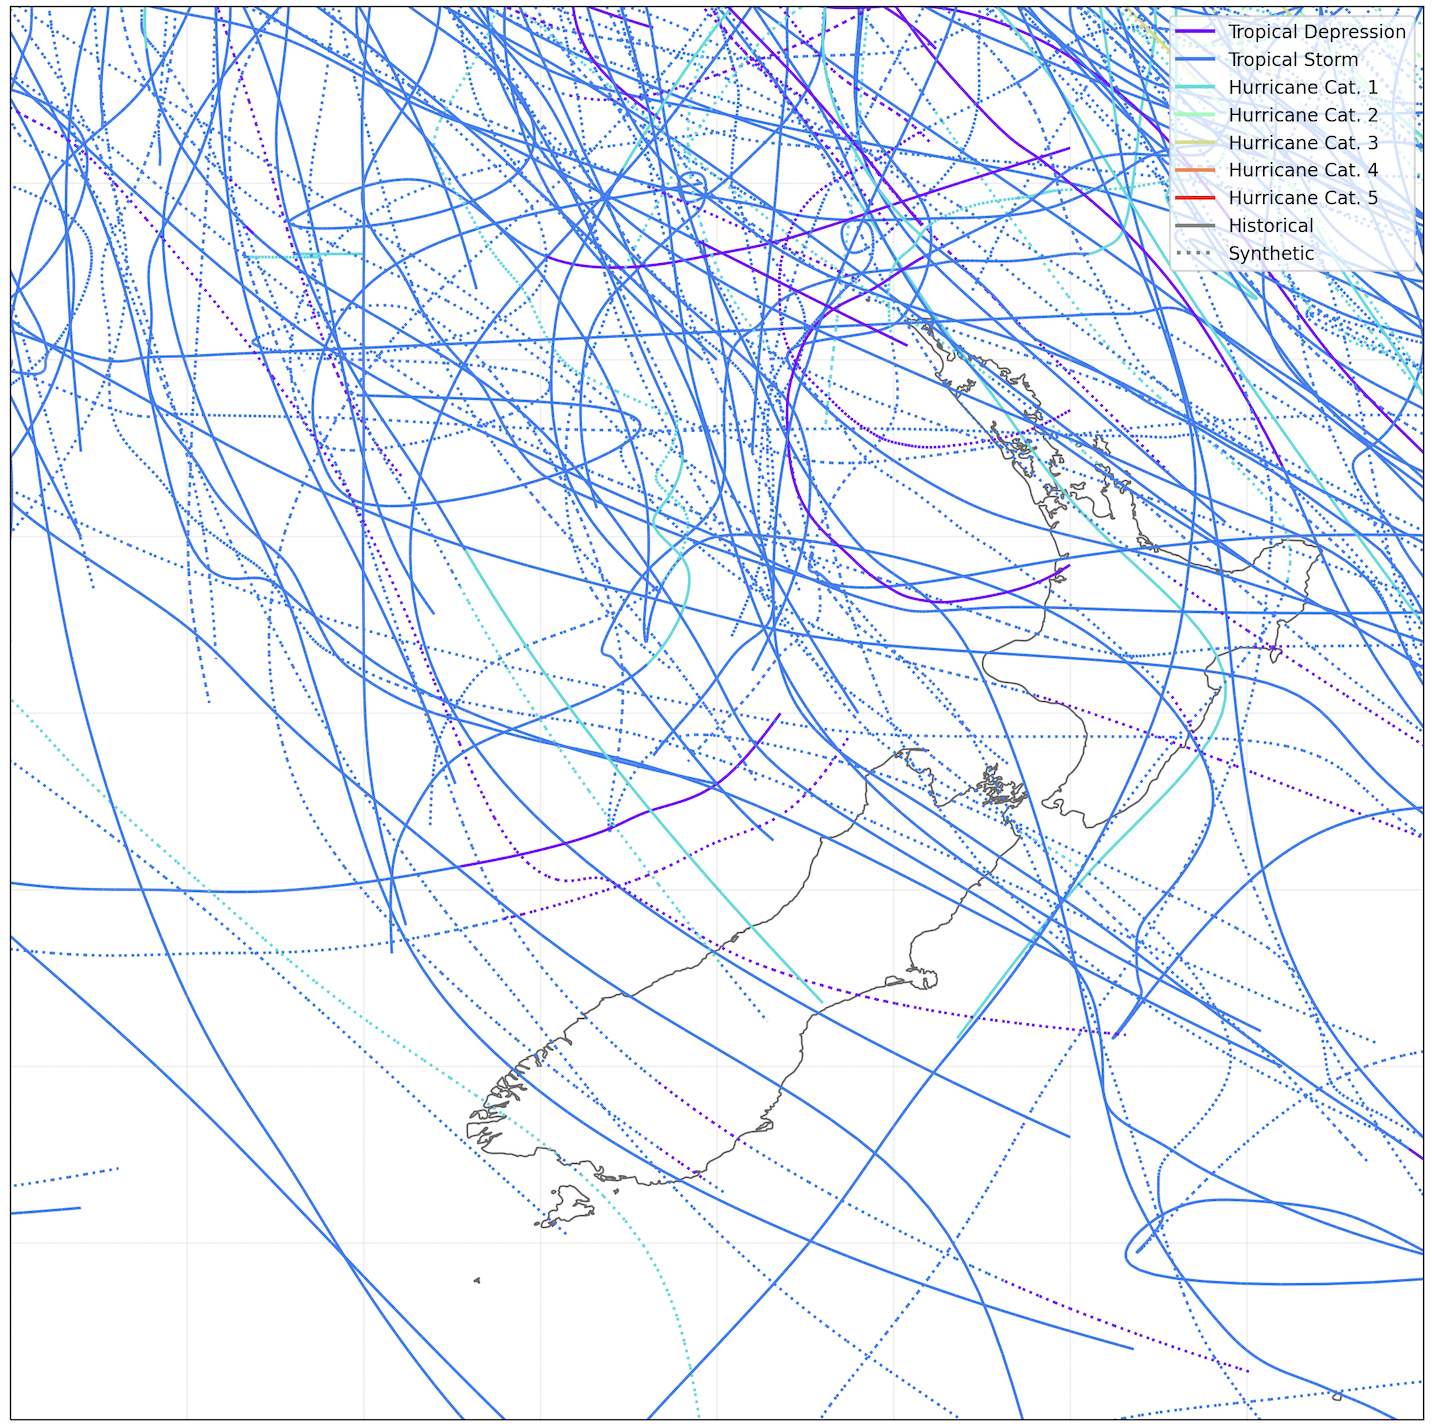 Tropical Depression
Tropical Storm
Hurricane Cat. 1
Hurricane Cat. 2
Hurricane Cat. 3
Hurricane Cat. 4
Hurricane Cat. 5
Historical
Synthetic